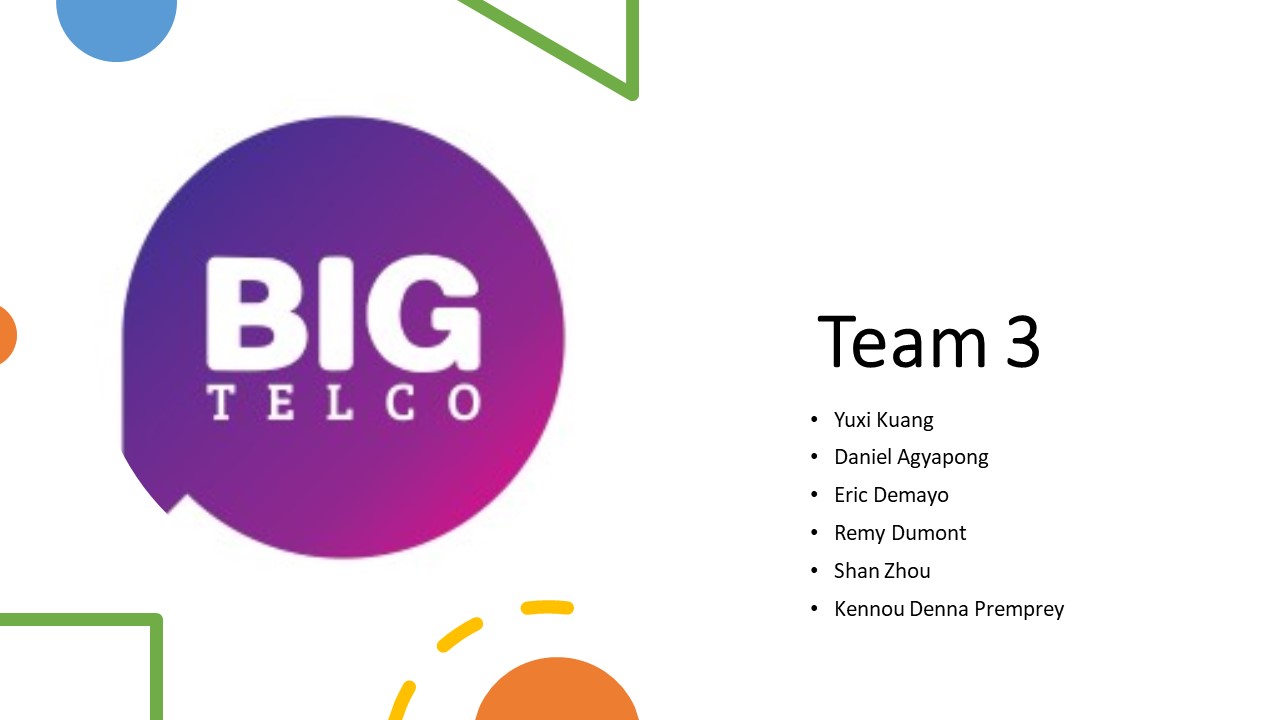 BIG
TELCO
Team 3
• Yuxi Kuang
• Daniel Agyapong
• Eric Demayo
• Remy Dumont
• Shan Zhou
• Kennou Denna Premprey